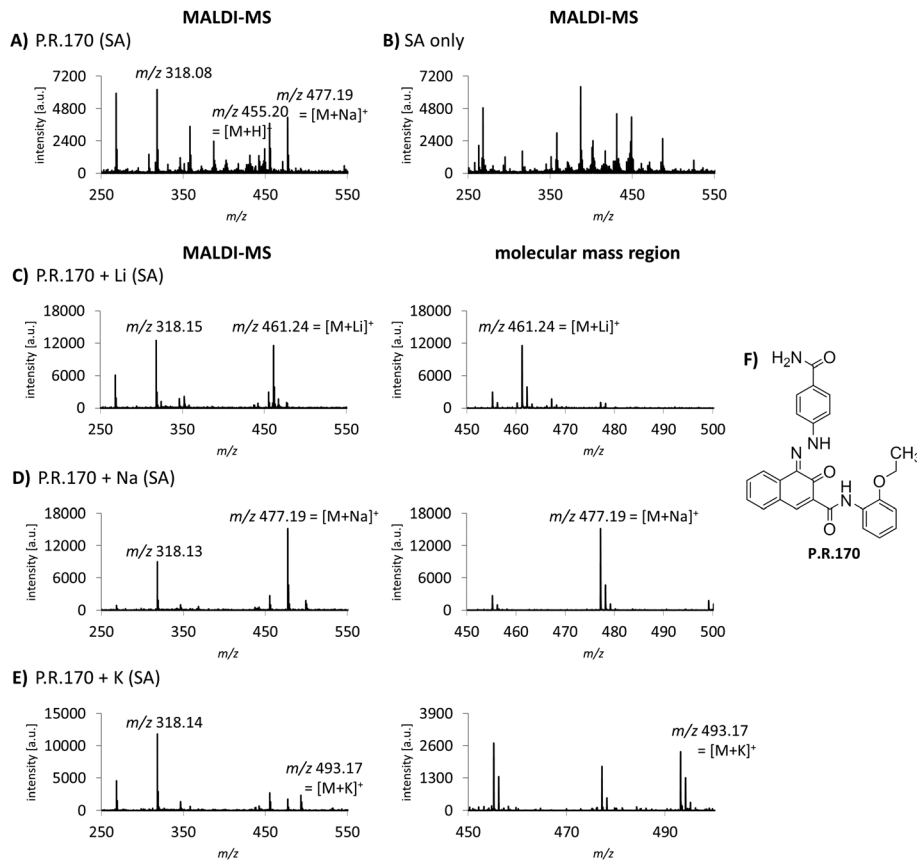 MALDI-MS
A) P.R.170 (SA)
intensity [a.u.]
7200
4800
2400
0
m/z 318.08
m/z 455.20
= [M+H]⁺
m/z 477.19
= [M+Na]⁺
250
350
450
550
m/z
MALDI-MS
B) SA only
intensity [a.u.]
7200
4800
2400
0
250
350
450
550
m/z
MALDI-MS
C) P.R.170 + Li (SA)
intensity [a.u.]
18000
12000
6000
0
m/z 318.15
m/z 461.24 = [M+Li]⁺
250
350
450
550
m/z
molecular mass region
intensity [a.u.]
18000
12000
6000
0
m/z 461.24 = [M+Li]⁺
450
460
470
480
490
500
m/z
D) P.R.170 + Na (SA)
intensity [a.u.]
18000
12000
6000
0
m/z 318.13
m/z 477.19 = [M+Na]⁺
250
350
450
550
m/z
intensity [a.u.]
18000
12000
6000
0
m/z 477.19 = [M+Na]⁺
450
460
470
480
490
500
m/z
E) P.R.170 + K (SA)
intensity [a.u.]
15000
10000
5000
0
m/z 318.14
m/z 493.17
= [M+K]⁺
250
350
450
550
m/z
intensity [a.u.]
3900
2600
1300
0
m/z 493.17
= [M+K]⁺
450
470
490
m/z
F)
H₂N
O
N
NH
O
O
CH₃
H
N
O
P.R.170